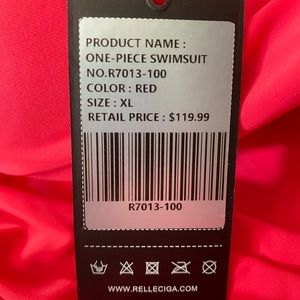 PRODUCT NAME :
ONE-PIECE SWIMSUIT
NO.R7013-100
COLOR : RED
SIZE : XL
RETAIL PRICE : $119.99
R7013-100
WWW.RELLECIGA.COM